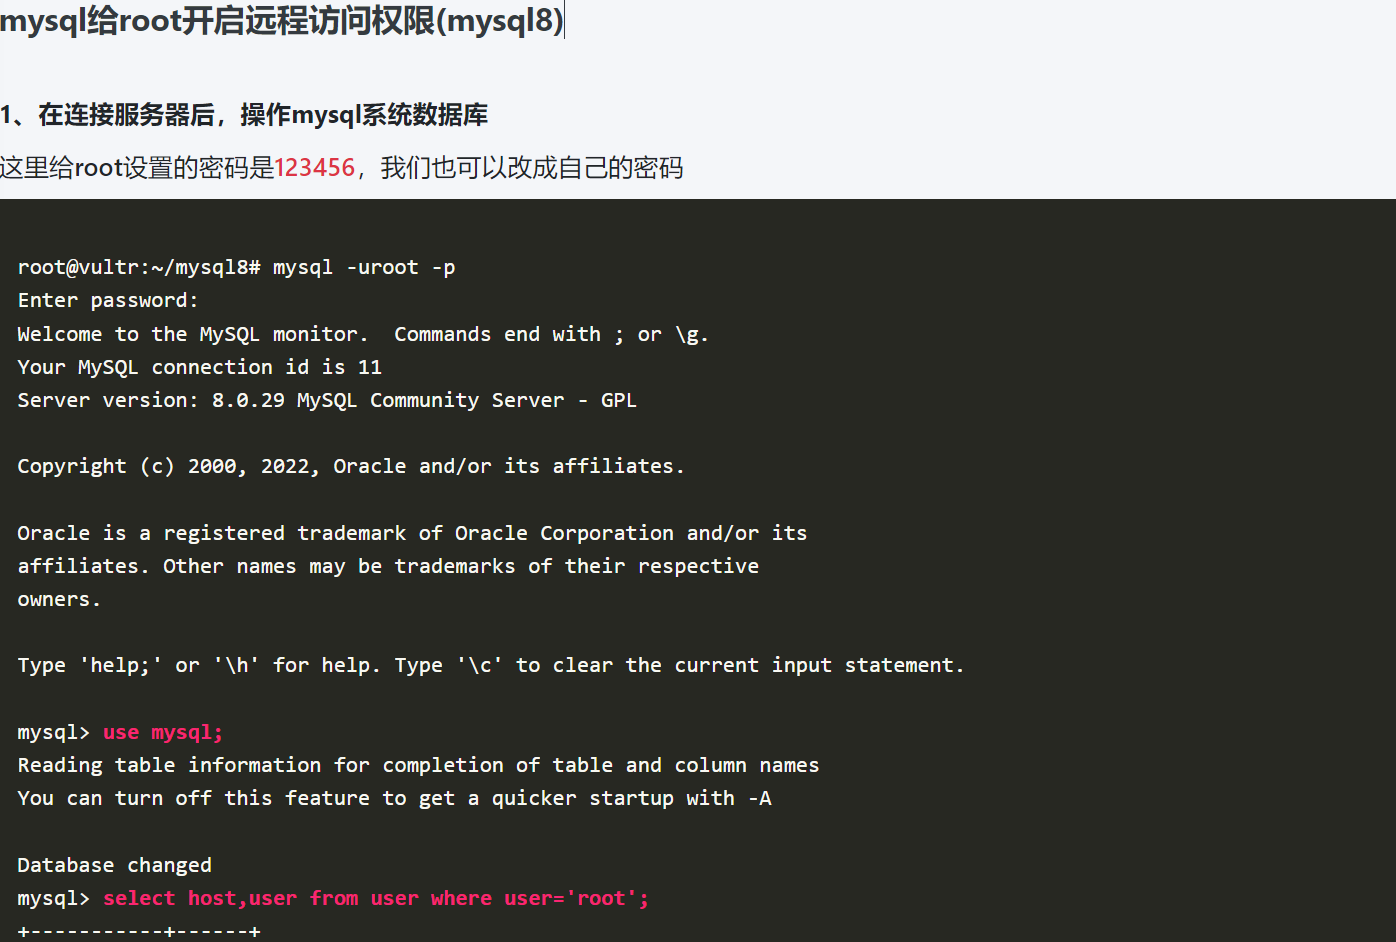 mysql给root开启远程访问权限(mysql8)
1、在连接服务器后，操作mysql系统数据库
这里给root设置的密码是123456，我们也可以改成自己的密码
root@vultr:~/mysql8# mysql -uroot -p
Enter password:
Welcome to the MySQL monitor.  Commands end with ; or \g.
Your MySQL connection id is 11
Server version: 8.0.29 MySQL Community Server - GPL
Copyright (c) 2000, 2022, Oracle and/or its affiliates.
Oracle is a registered trademark of Oracle Corporation and/or its
affiliates. Other names may be trademarks of their respective
owners.
Type 'help;' or '\h' for help. Type '\c' to clear the current input statement.
mysql> use mysql;
Reading table information for completion of table and column names
You can turn off this feature to get a quicker startup with -A
Database changed
mysql> select host,user from user where user='root';
+-----------+------+